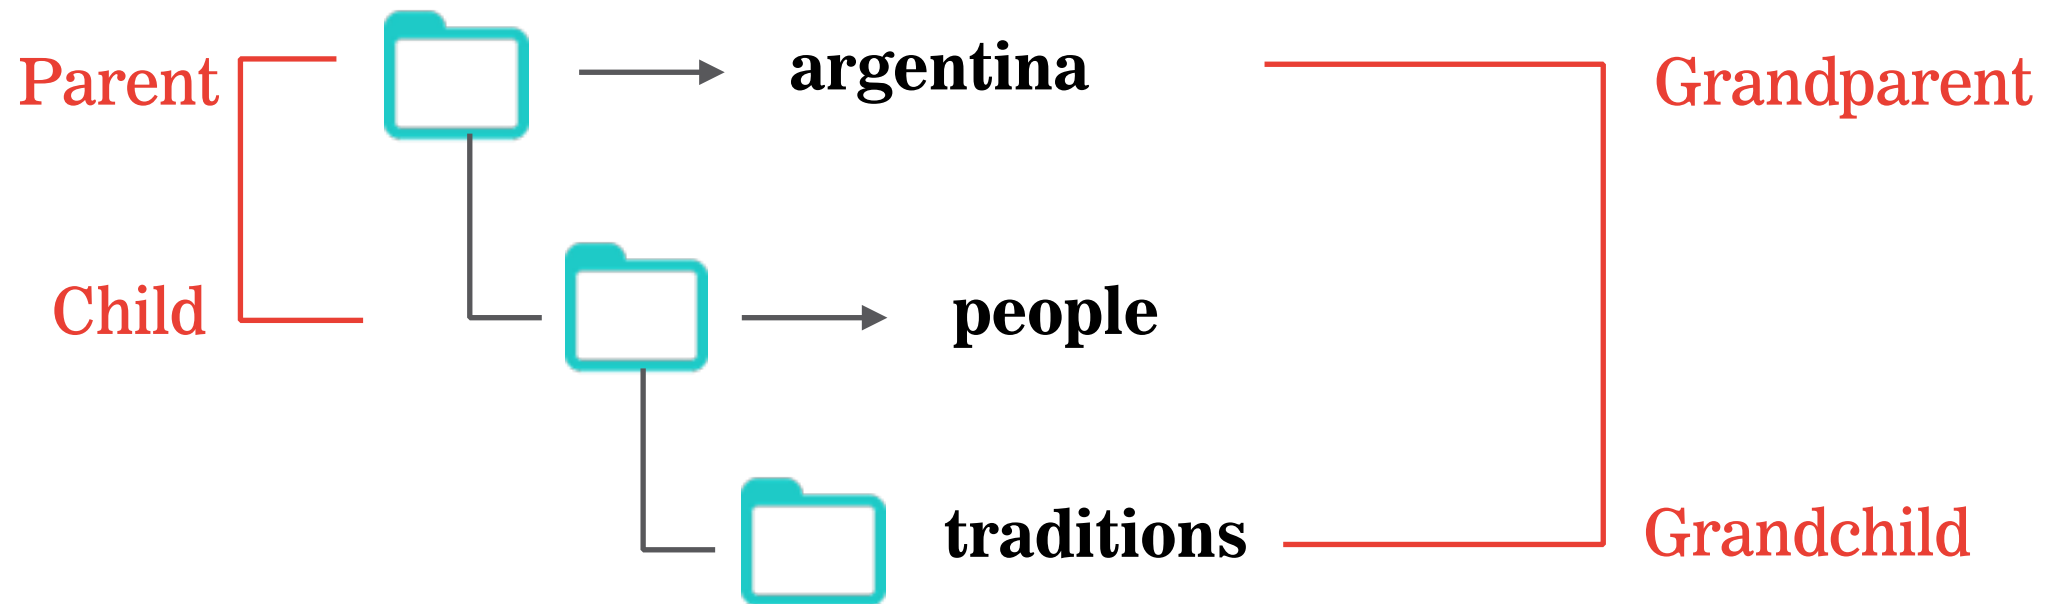 Parent argentina Grandparent
Child people
traditions Grandchild